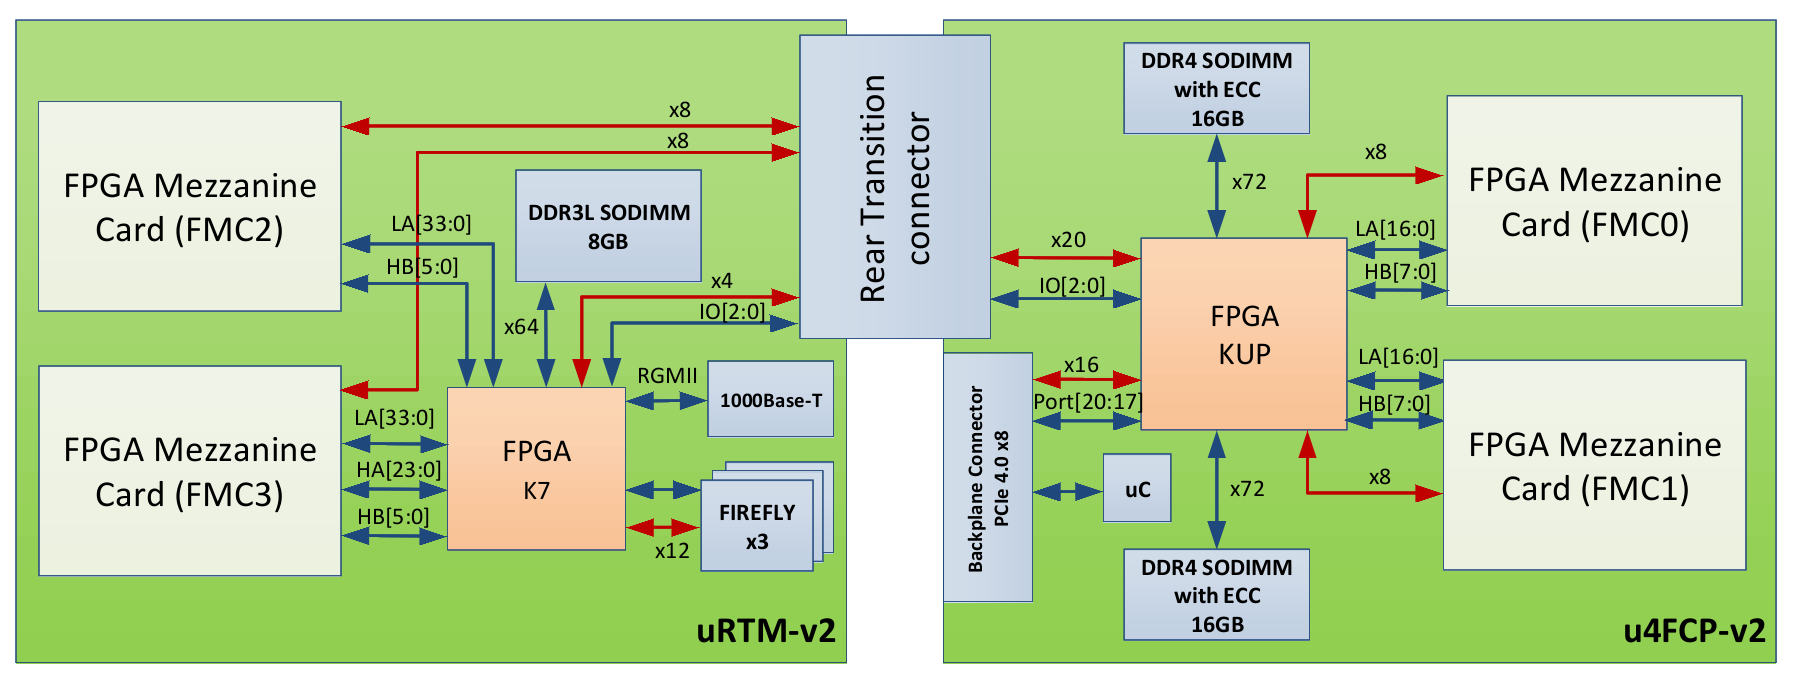 x8
x8
FPGA Mezzanine
Card (FMC2)
LA[33:0]
HB[5:0]
DDR3L SODIMM
8GB
x64
x4
IO[2:0]
RGMII
1000Base-T
FPGA Mezzanine
Card (FMC3)
LA[33:0]
HA[23:0]
HB[5:0]
FPGA
K7
FIREFLY
x3
x12
uRTM-v2
Rear Transition
connector
DDR4 SODIMM
with ECC
16GB
x72
x8
FPGA Mezzanine
Card (FMC0)
LA[16:0]
HB[7:0]
x20
IO[2:0]
FPGA
KUP
x16
Port[20:17]
Backplane Connector
PCIe 4.0 x8
uC
LA[16:0]
HB[7:0]
FPGA Mezzanine
Card (FMC1)
x72
x8
DDR4 SODIMM
with ECC
16GB
u4FCP-v2